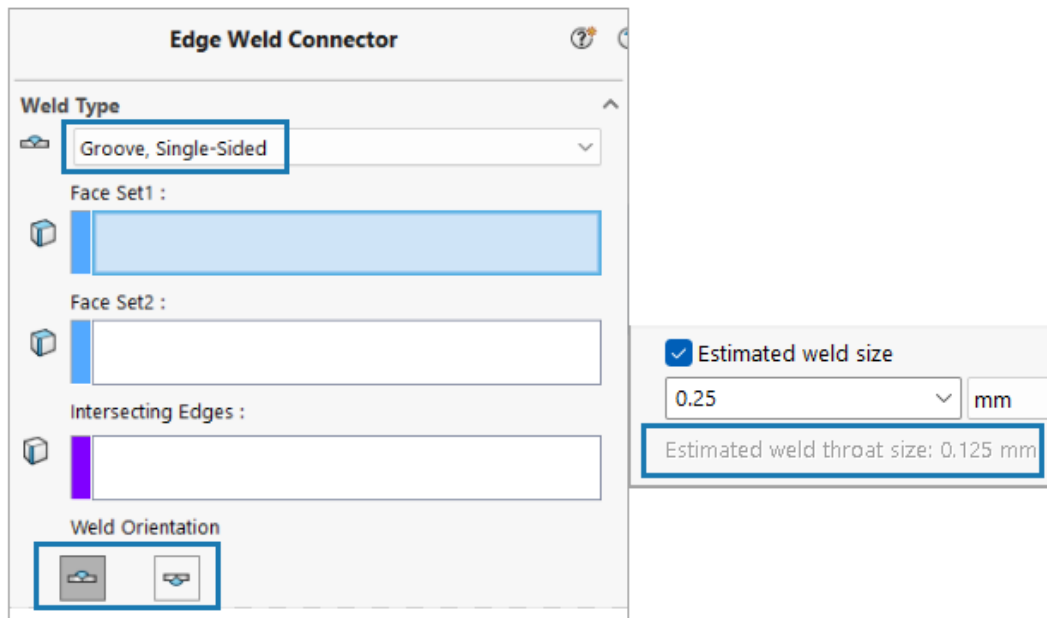 Edge Weld Connector
Weld Type
Groove, Single-Sided
Face Set1 :
Face Set2 :
Intersecting Edges :
Weld Orientation
Estimated weld size
0.25
mm
Estimated weld throat size: 0.125 mm